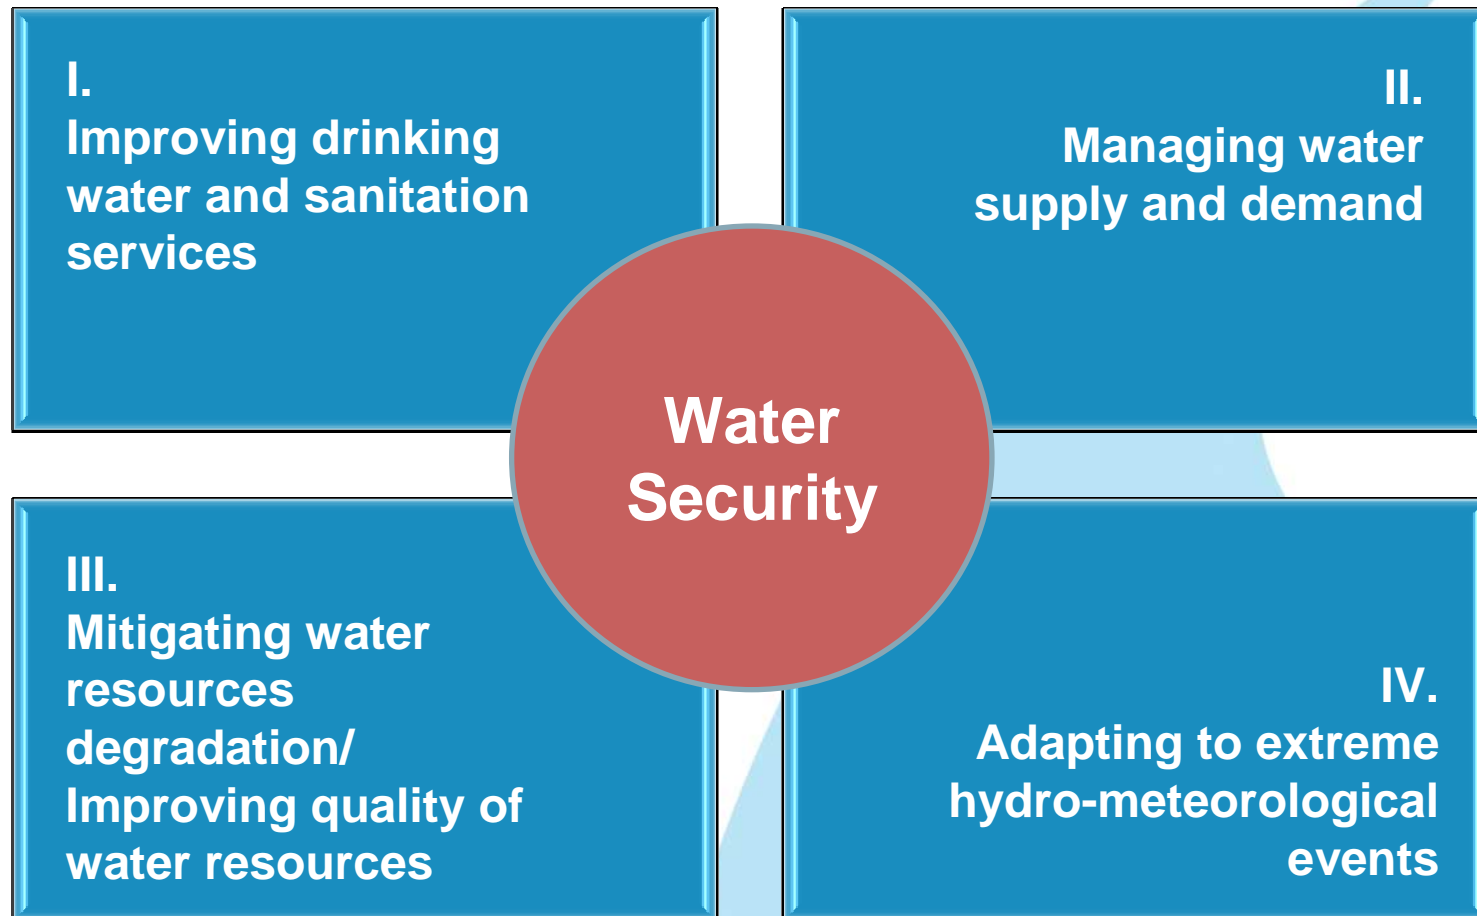 I.
Improving drinking
water and sanitation
services
II.
Managing water
supply and demand
Water
Security
III.
Mitigating water
resources
degradation/
Improving quality of
water resources
IV.
Adapting to extreme
hydro-meteorological
events